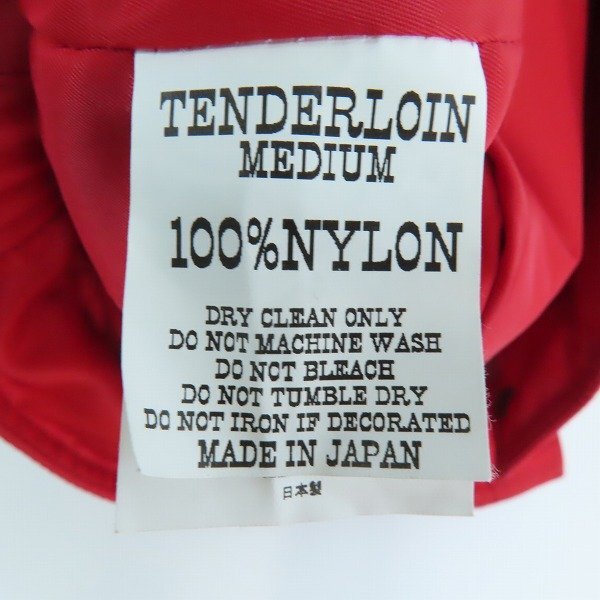 TENDERLOIN
MEDIUM
100%NYLON
DRY CLEAN ONLY
DO NOT MACHINE WASH
DO NOT BLEACH
DO NOT TUMBLE DRY
DO NOT IRON IF DECORATED
MADE IN JAPAN
日本製